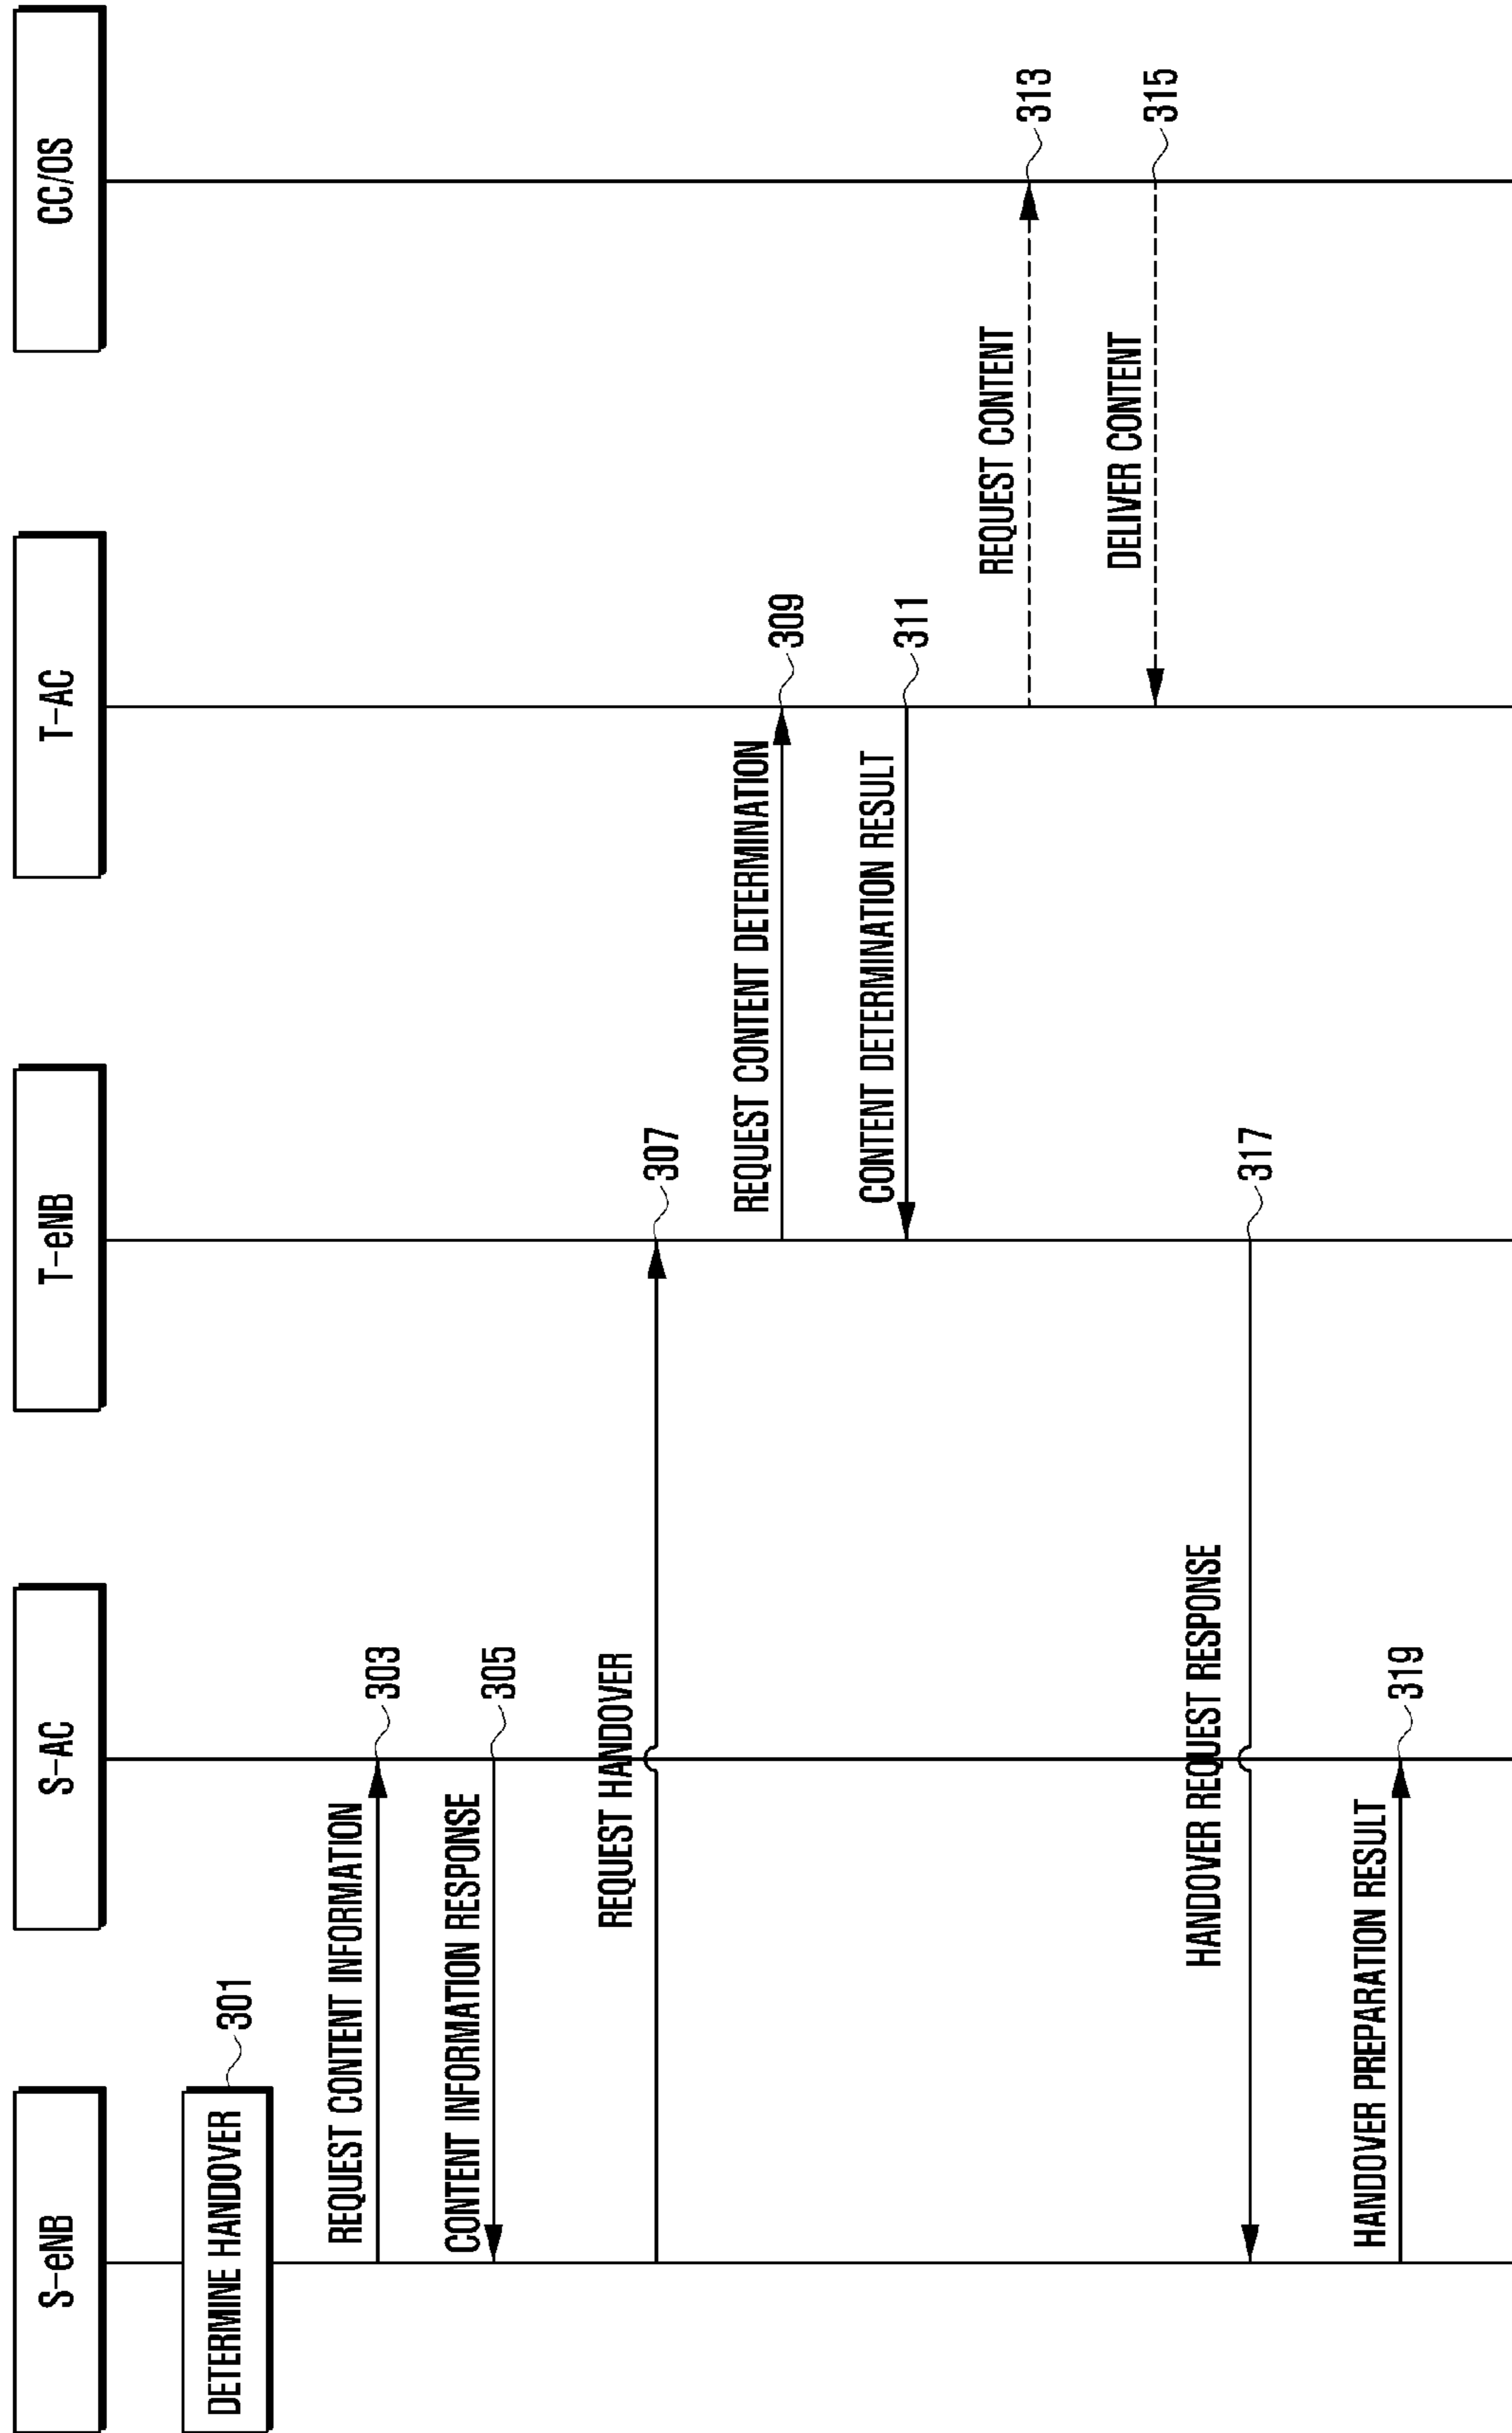 S-eNB
S-AC
T-eNB
T-AC
CC/OS
DETERMINE HANDOVER
301
REQUEST CONTENT INFORMATION
303
CONTENT INFORMATION RESPONSE
305
REQUEST HANDOVER
307
REQUEST CONTENT DETERMINATION
309
CONTENT DETERMINATION RESULT
311
REQUEST CONTENT
313
DELIVER CONTENT
315
HANDOVER REQUEST RESPONSE
317
HANDOVER PREPARATION RESULT
319